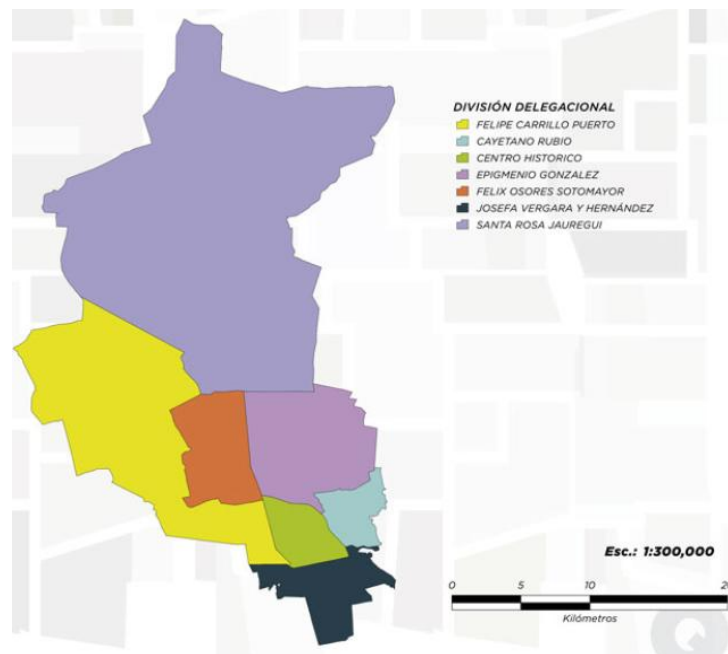 DIVISIÓN DELEGACIONAL
FELIPE CARRILLO PUERTO
CAYETANO RUBIO
CENTRO HISTORICO
EPIGMENIO GONZALEZ
FELIX OSORES SOTOMAYOR
JOSEFA VERGARA Y HERNÁNDEZ
SANTA ROSA JAUREGUI
Esc.: 1:300,000
0 5 10 20
Kilómetros